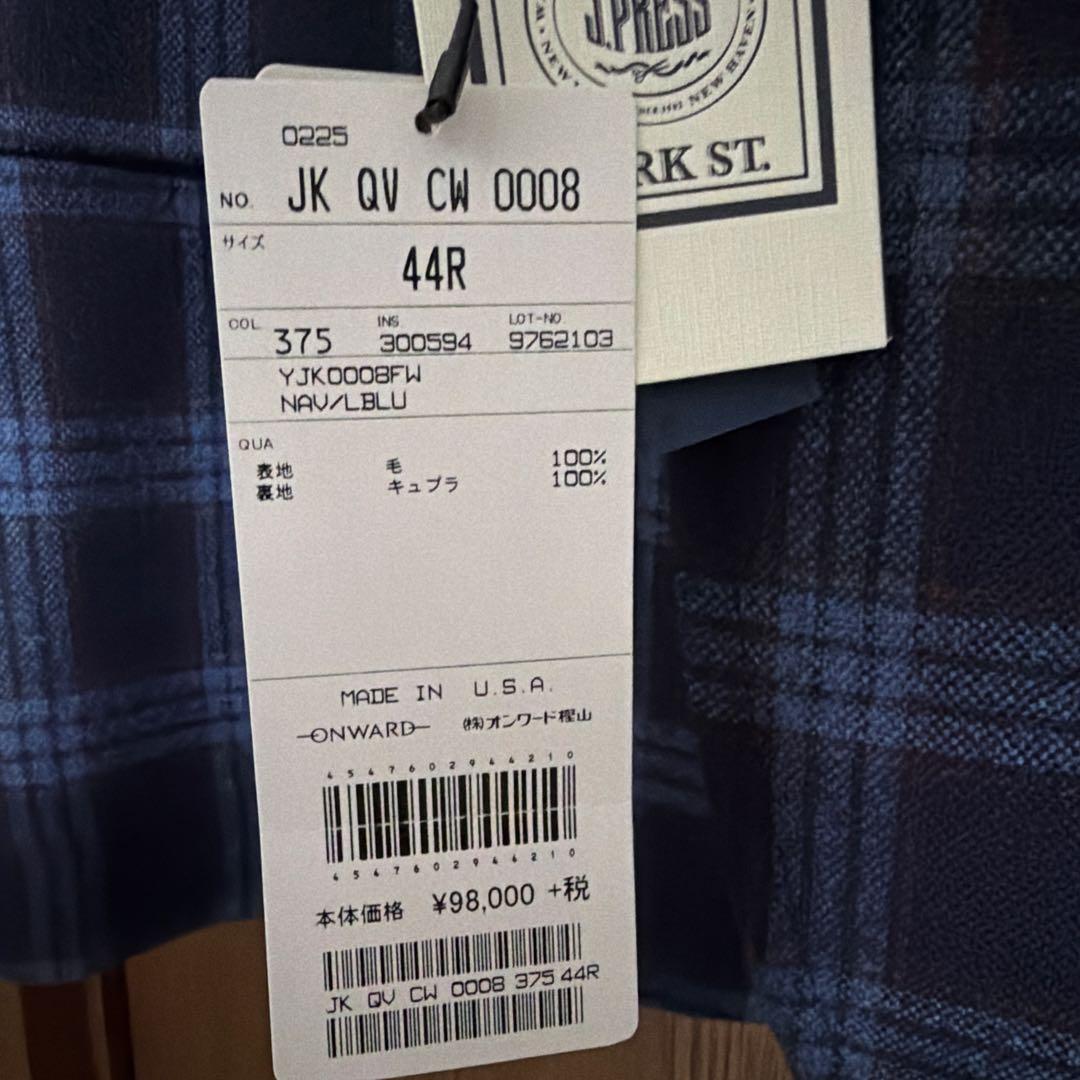 J.PRESS
NEW HAVEN
NEW
RK ST.
0225
NO. JK QV CW 0008
サイズ
44R
COL 375 INS. 300594 LOT-NO. 9762103
YJK0008FW
NAV/LBLU
QUA
表地 毛 100%
裏地 キュプラ 100%
MADE IN U.S.A.
ONWARD (株)オンワード樫山
4547602944210
4547602944210
本体価格 ¥98,000 +税
JK QV CW 0008 375 44R